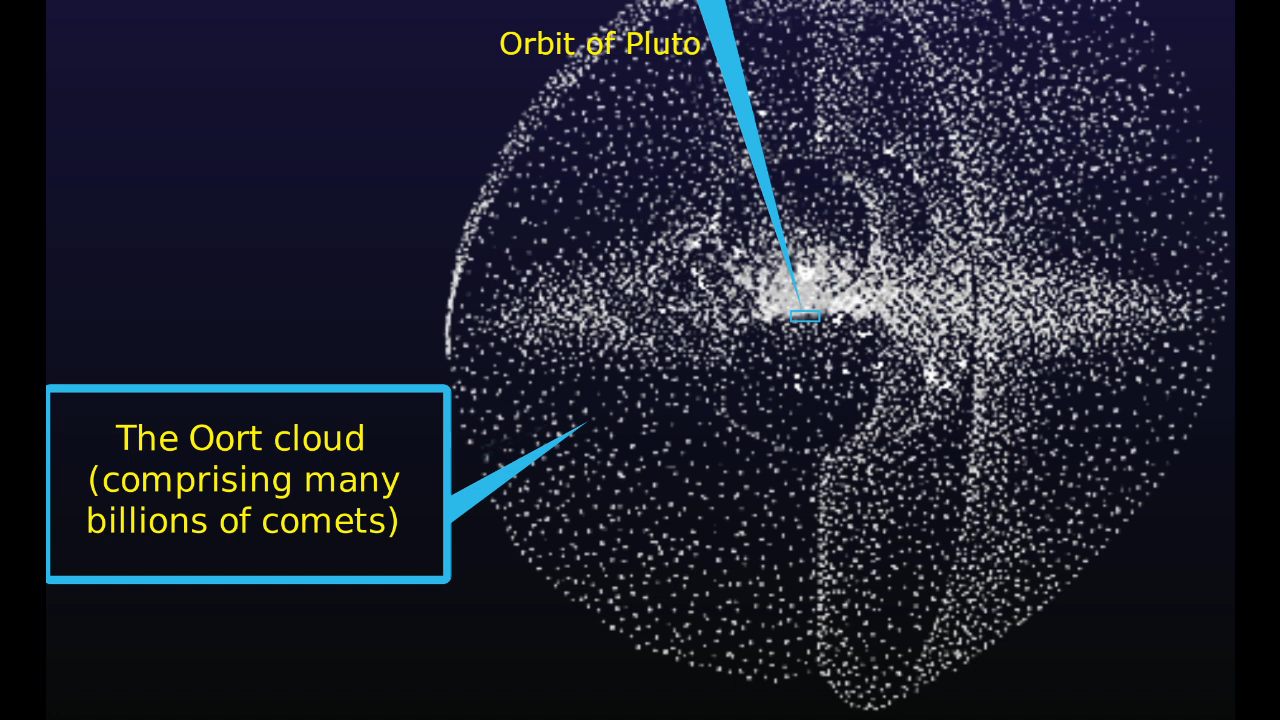 Orbit of Pluto
The Oort cloud
(comprising many
billions of comets)